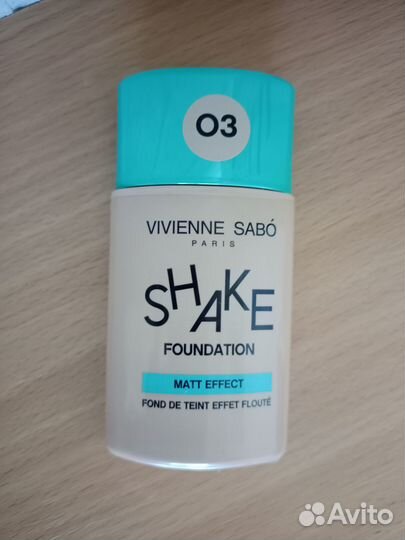 03
VIVIENNE SABÓ
PARIS
SHAKE
FOUNDATION
MATT EFFECT
FOND DE TEINT EFFET FLOUTÉ
Avito